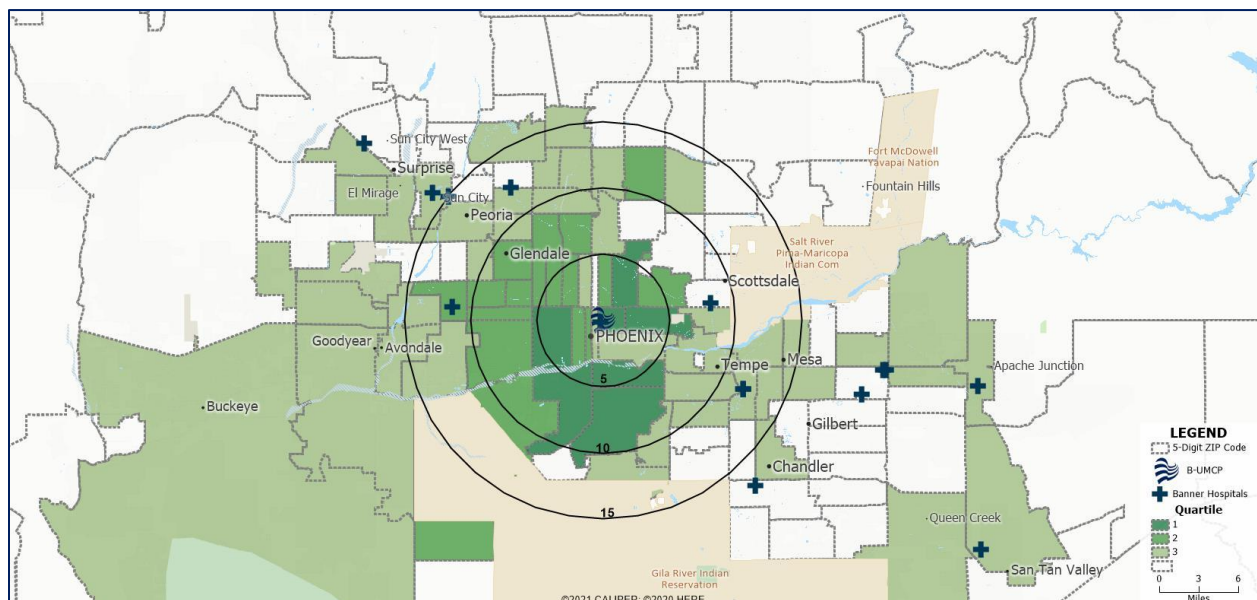 Sun City West
Surprise
El Mirage
Sun City
Peoria
Glendale
Fort McDowell
Yavapai Nation
Fountain Hills
Salt River
Pima-Maricopa
Indian Com
Scottsdale
PHOENIX
Goodyear
Avondale
Tempe
Mesa
Apache Junction
5
Buckeye
Gilbert
10
Chandler
15
Queen Creek
Gila River Indian
Reservation
San Tan Valley
LEGEND
5-Digit ZIP Code
B-UMCP
Banner Hospitals
Quartile
1
2
3
0 3 6
Miles
©2021 CALIPER; ©2020 HERE